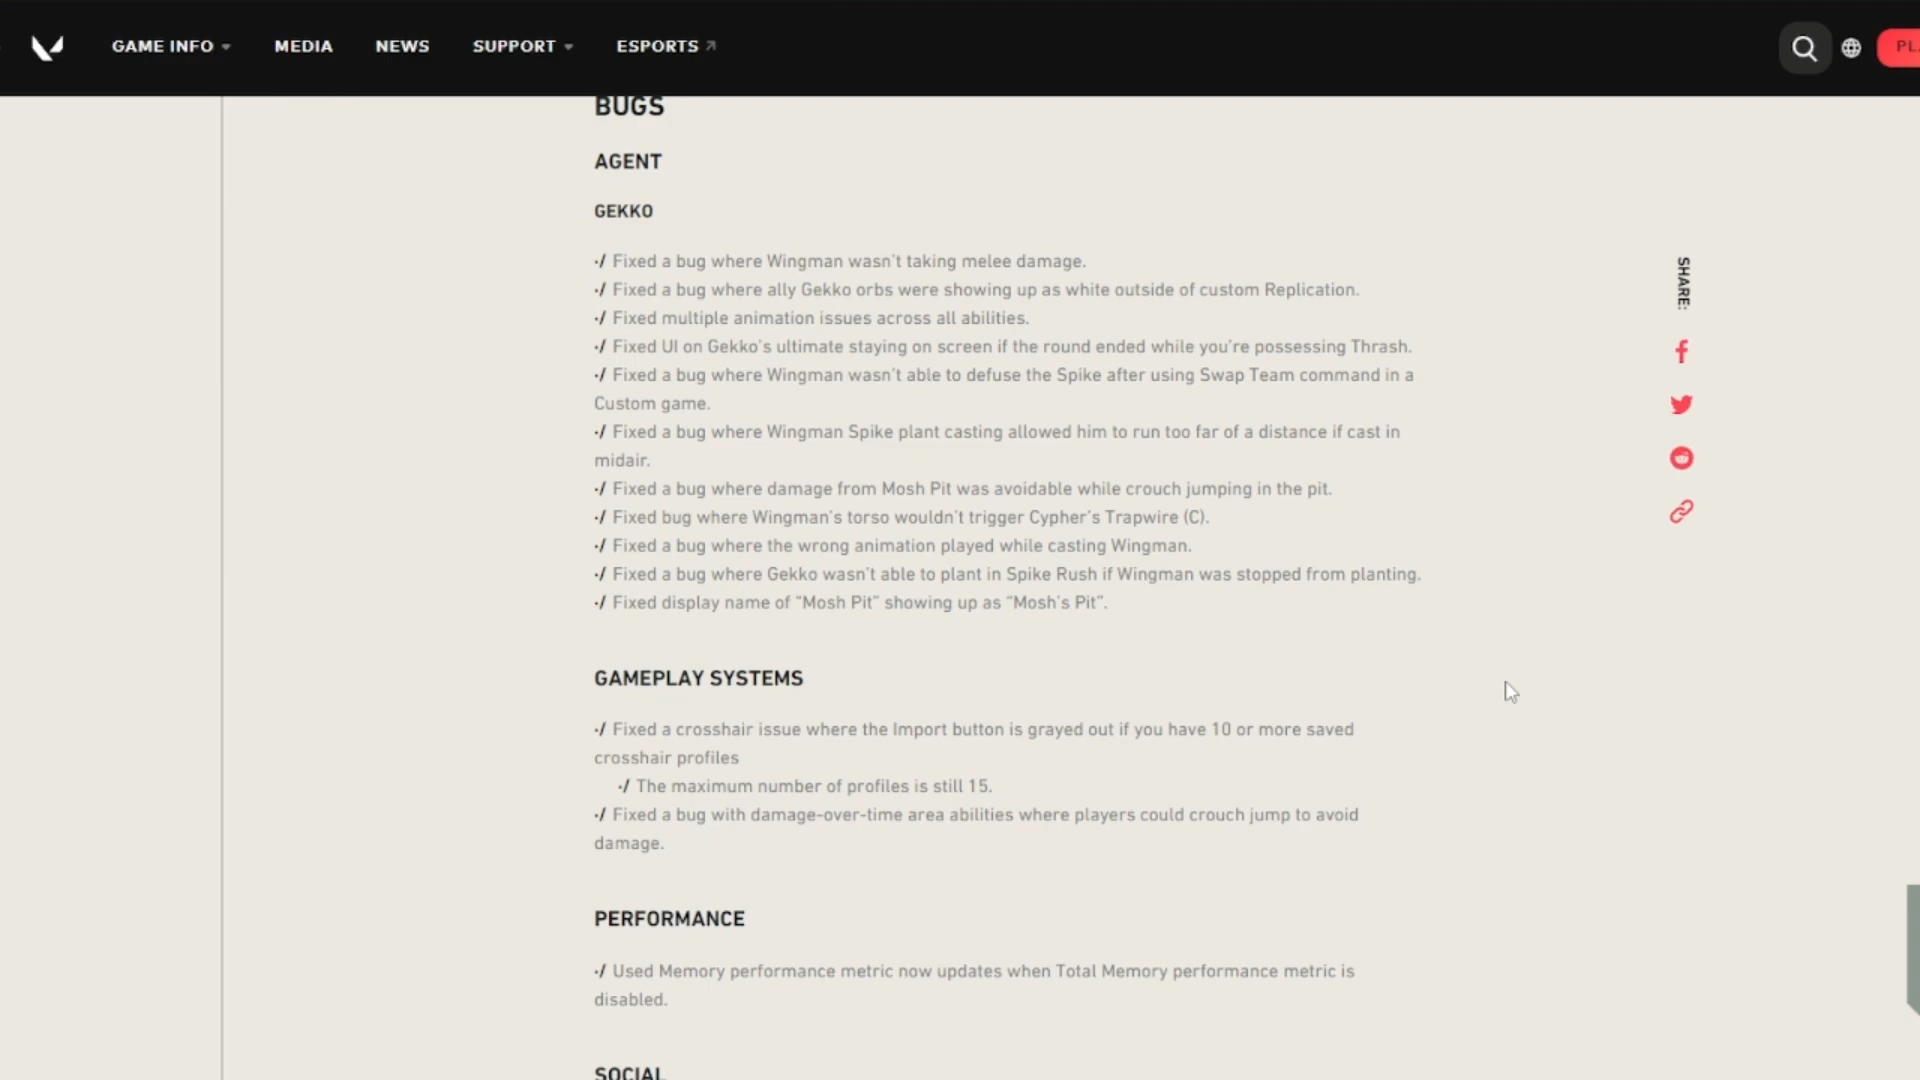 GAME INFO
MEDIA
NEWS
SUPPORT
ESPORTS
BUGS
AGENT
GEKKO
·/ Fixed a bug where Wingman wasn't taking melee damage.
·/ Fixed a bug where ally Gekko orbs were showing up as white outside of custom Replication.
·/ Fixed multiple animation issues across all abilities.
·/ Fixed UI on Gekko's ultimate staying on screen if the round ended while you're possessing Thrash.
·/ Fixed a bug where Wingman wasn't able to defuse the Spike after using Swap Team command in a
Custom game.
·/ Fixed a bug where Wingman Spike plant casting allowed him to run too far of a distance if cast in
midair.
·/ Fixed a bug where damage from Mosh Pit was avoidable while crouch jumping in the pit.
·/ Fixed bug where Wingman's torso wouldn't trigger Cypher's Trapwire (C).
·/ Fixed a bug where the wrong animation played while casting Wingman.
·/ Fixed a bug where Gekko wasn't able to plant in Spike Rush if Wingman was stopped from planting.
·/ Fixed display name of “Mosh Pit” showing up as “Mosh's Pit”.
GAMEPLAY SYSTEMS
·/ Fixed a crosshair issue where the Import button is grayed out if you have 10 or more saved
crosshair profiles
·/ The maximum number of profiles is still 15.
·/ Fixed a bug with damage-over-time area abilities where players could crouch jump to avoid
damage.
PERFORMANCE
·/ Used Memory performance metric now updates when Total Memory performance metric is
disabled.
SOCIAL
SHARE: